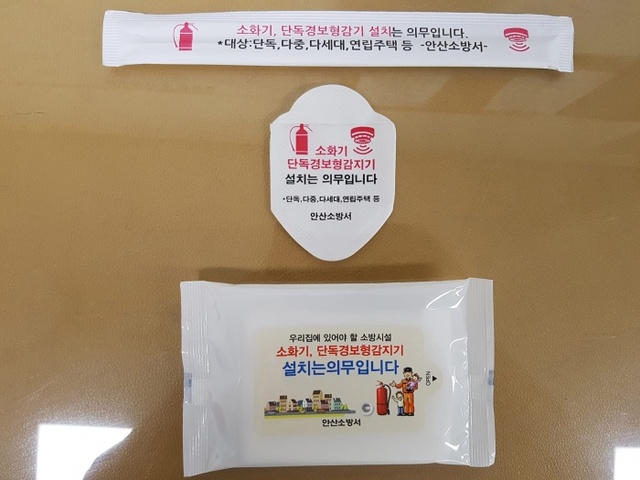 소화기, 단독경보형감기 설치는 의무입니다.
*대상:단독,다중,다세대,연립주택 등 -안산소방서-
소화기
단독경보형감지기
설치는 의무입니다
*단독,다중,다세대,연립주택 등
안산소방서
우리집에 있어야 할 소방시설
소화기, 단독경보형감지기
설치는의무입니다
OPEN
안산소방서